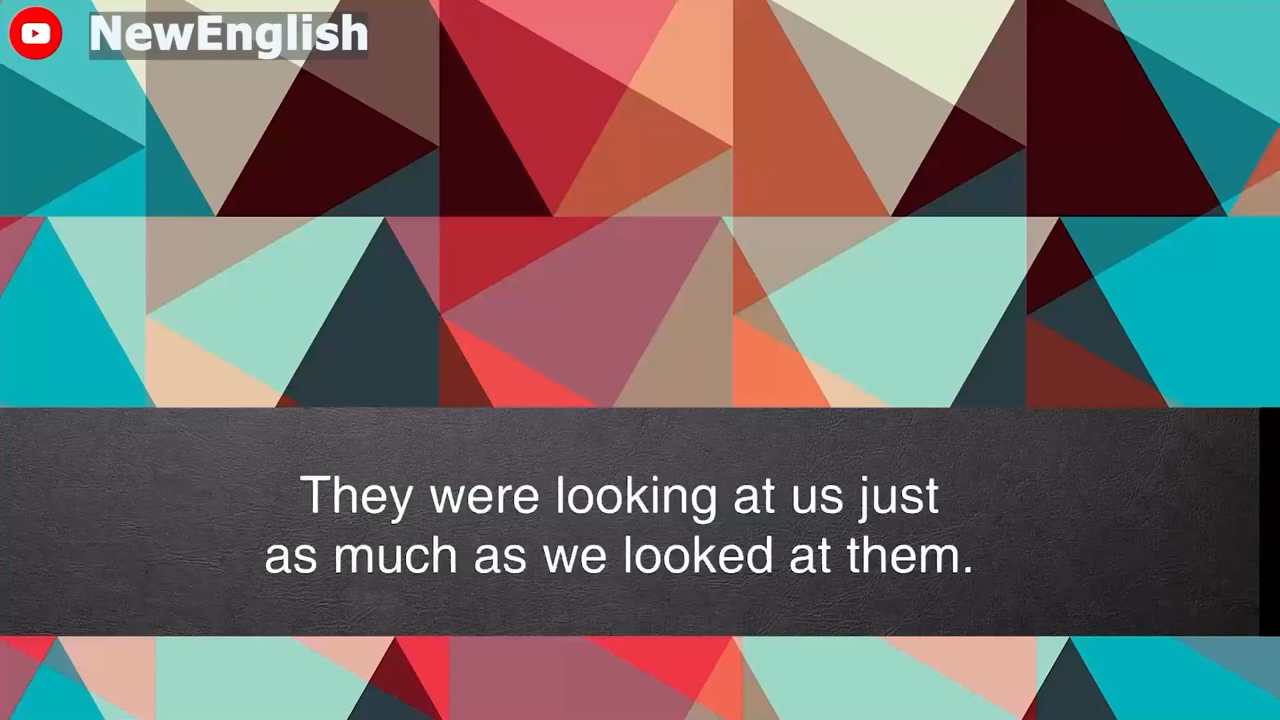 NewEnglish
They were looking at us just
as much as we looked at them.